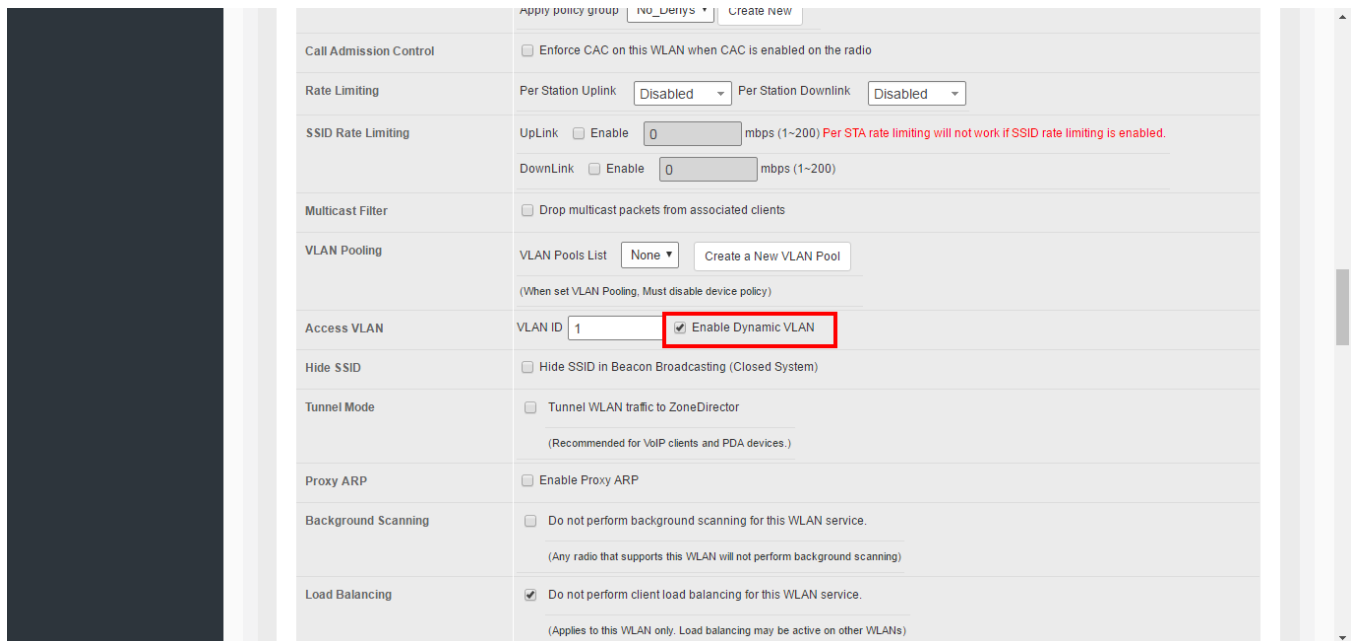 Apply policy group No_Denys Create New
Call Admission Control Enforce CAC on this WLAN when CAC is enabled on the radio
Rate Limiting Per Station Uplink Disabled Per Station Downlink Disabled
SSID Rate Limiting UpLink Enable 0 mbps (1~200) Per STA rate limiting will not work if SSID rate limiting is enabled.
DownLink Enable 0 mbps (1~200)
Multicast Filter Drop multicast packets from associated clients
VLAN Pooling VLAN Pools List None Create a New VLAN Pool
(When set VLAN Pooling, Must disable device policy)
Access VLAN VLAN ID 1 Enable Dynamic VLAN
Hide SSID Hide SSID in Beacon Broadcasting (Closed System)
Tunnel Mode Tunnel WLAN traffic to ZoneDirector
(Recommended for VoIP clients and PDA devices.)
Proxy ARP Enable Proxy ARP
Background Scanning Do not perform background scanning for this WLAN service.
(Any radio that supports this WLAN will not perform background scanning)
Load Balancing Do not perform client load balancing for this WLAN service.
(Applies to this WLAN only. Load balancing may be active on other WLANs)